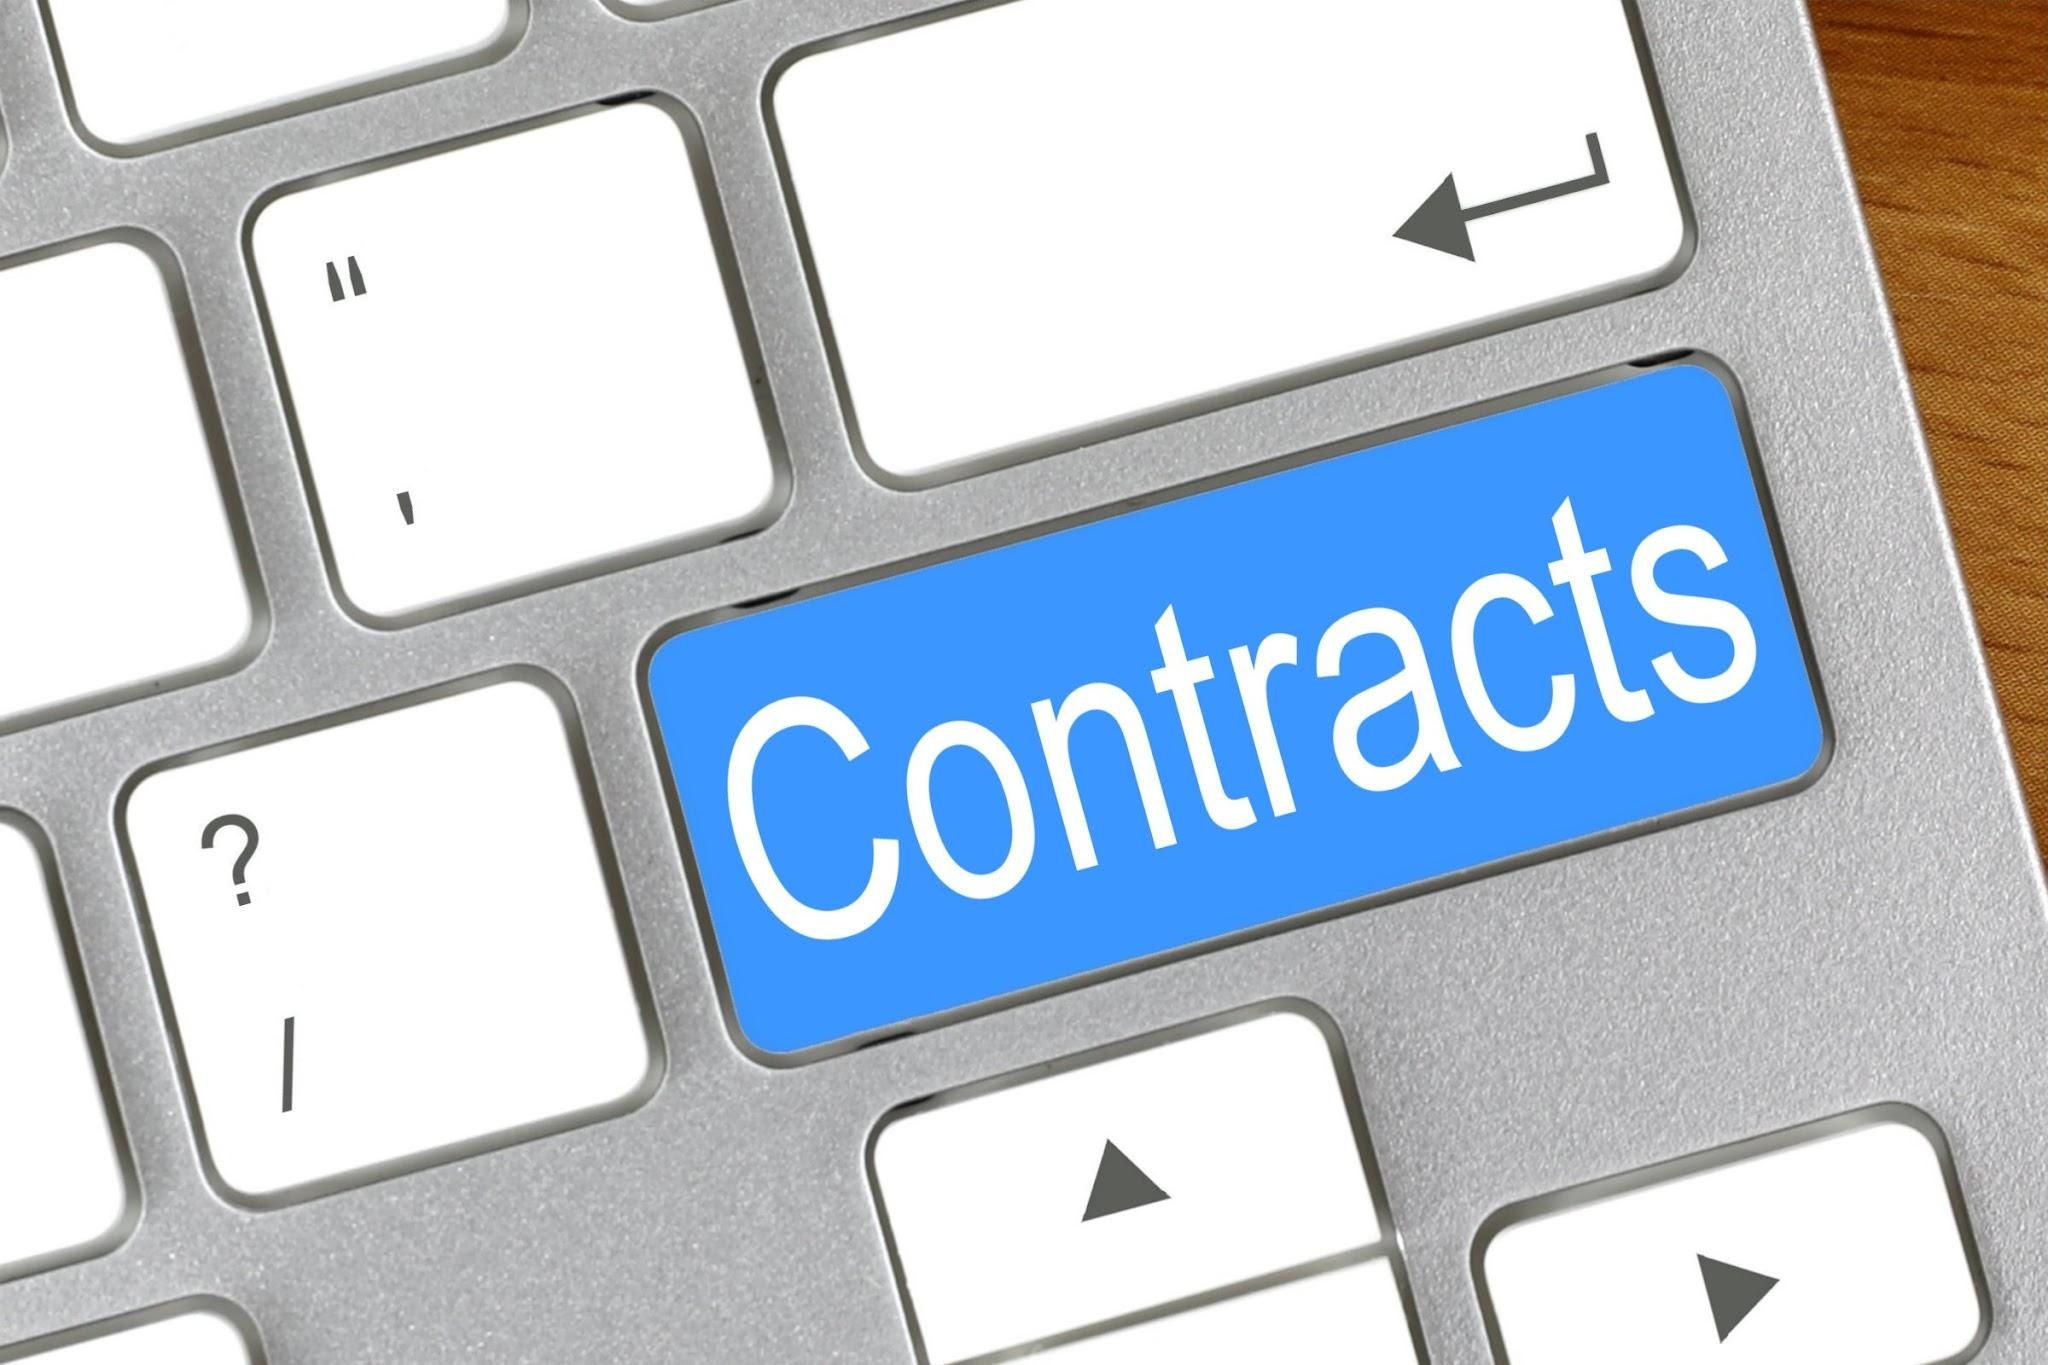 "
'
Contracts
?
/